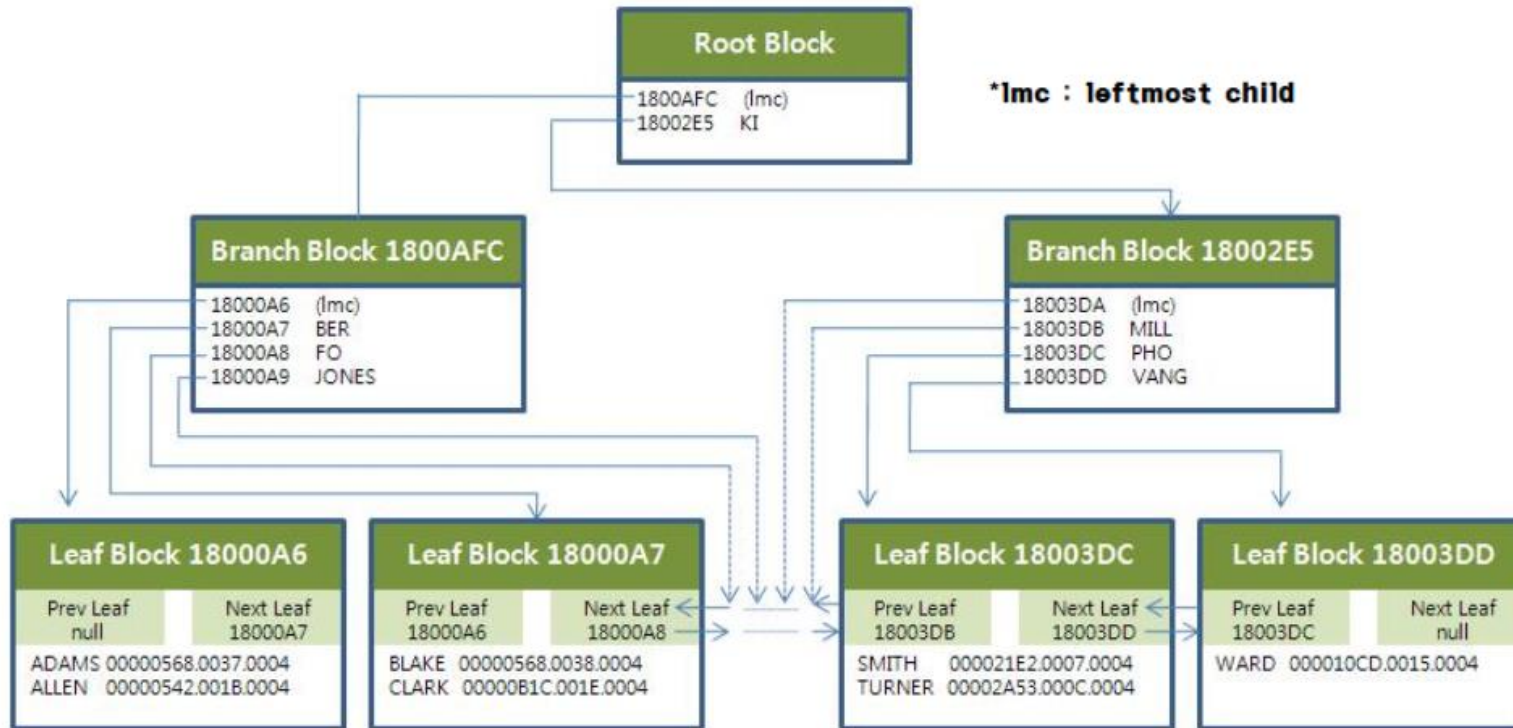 Root Block
1800AFC (lmc)
18002E5 KI
*lmc : leftmost child
Branch Block 1800AFC
18000A6 (lmc)
18000A7 BER
18000A8 FO
18000A9 JONES
Branch Block 18002E5
18003DA (lmc)
18003DB MILL
18003DC PHO
18003DD VANG
Leaf Block 18000A6
Prev Leaf
null
Next Leaf
18000A7
ADAMS 00000568.0037.0004
ALLEN 00000542.001B.0004
Leaf Block 18000A7
Prev Leaf
18000A6
Next Leaf
18000A8
BLAKE 00000568.0038.0004
CLARK 00000B1C.001E.0004
Leaf Block 18003DC
Prev Leaf
18003DB
Next Leaf
18003DD
SMITH 000021E2.0007.0004
TURNER 00002A53.000C.0004
Leaf Block 18003DD
Prev Leaf
18003DC
Next Leaf
null
WARD 000010CD.0015.0004